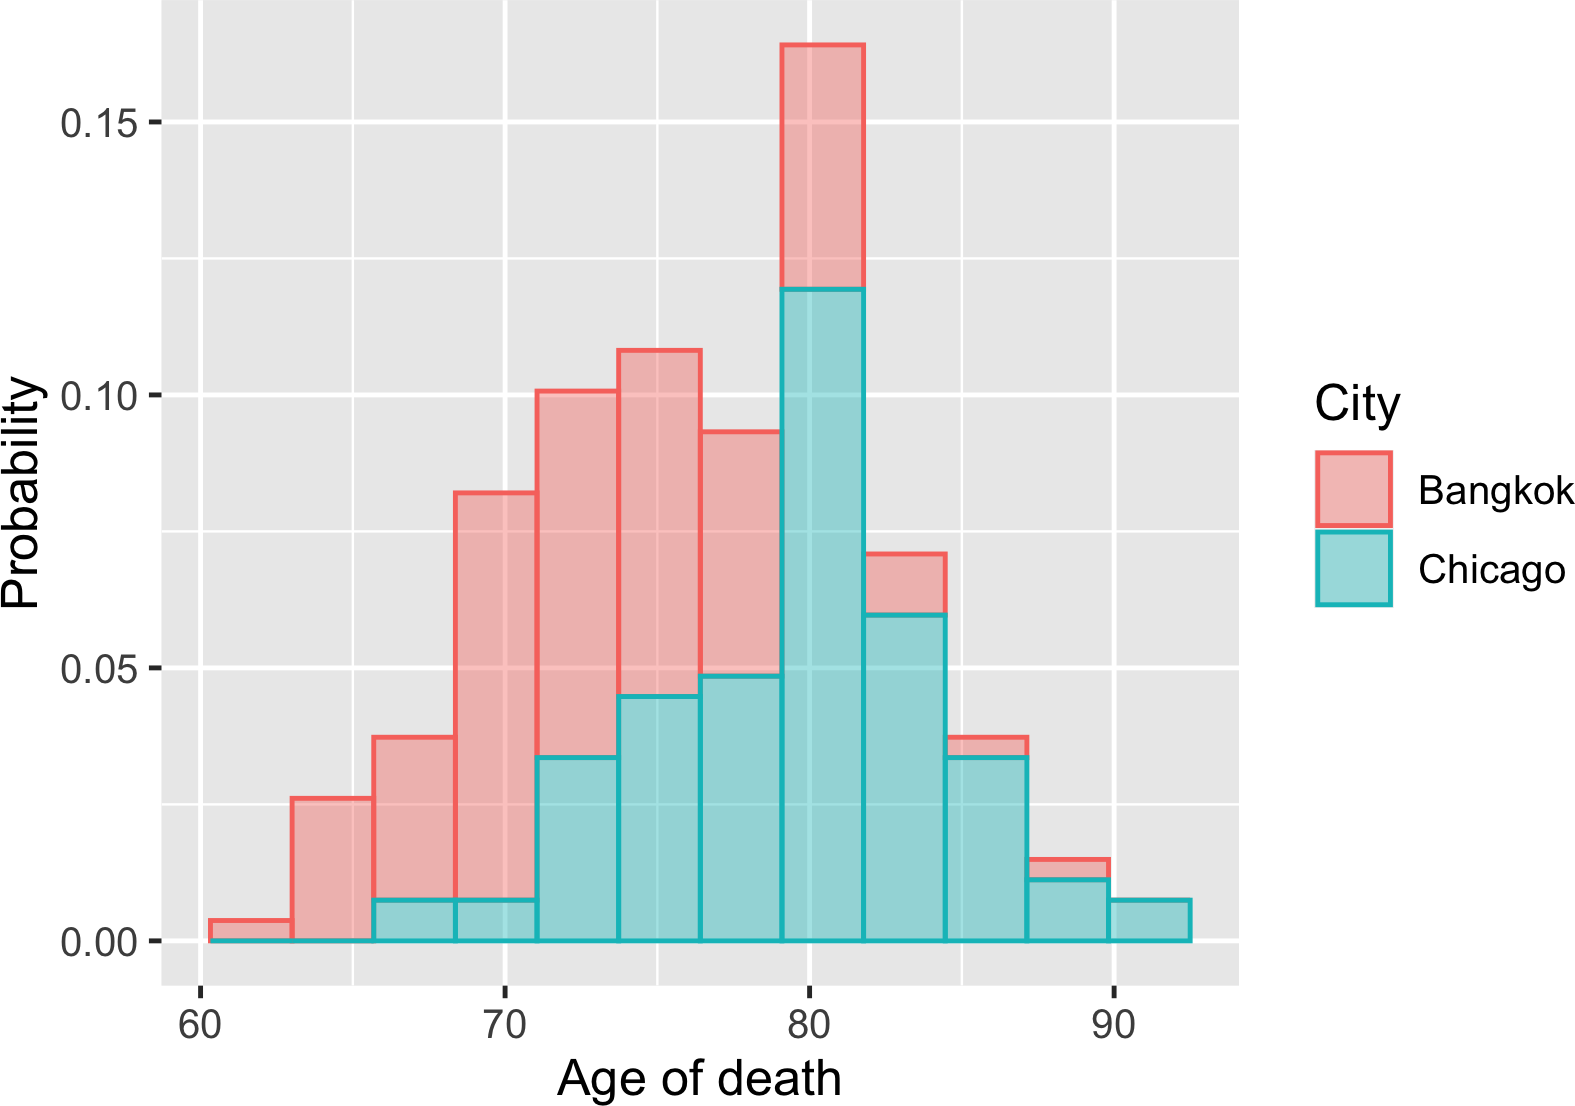 Probability
0.15
0.10
0.05
0.00
60 70 80 90
Age of death
City
Bangkok
Chicago